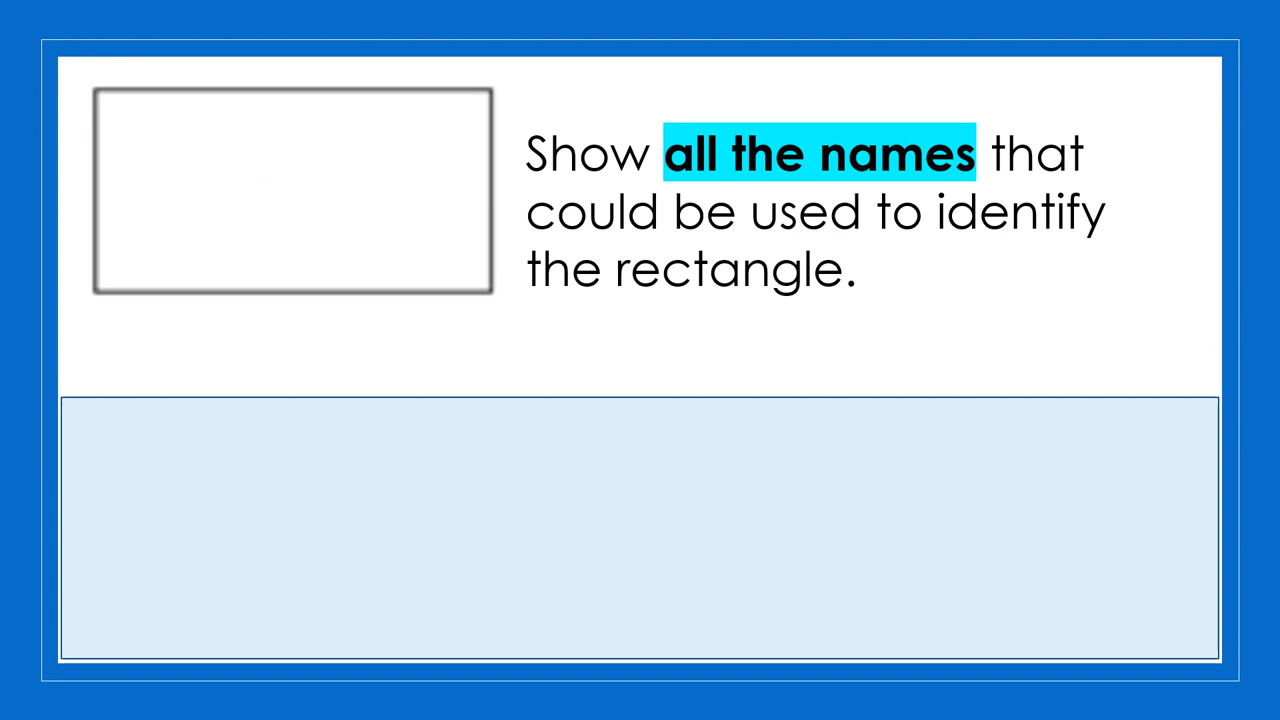 Show all the names that
could be used to identify
the rectangle.